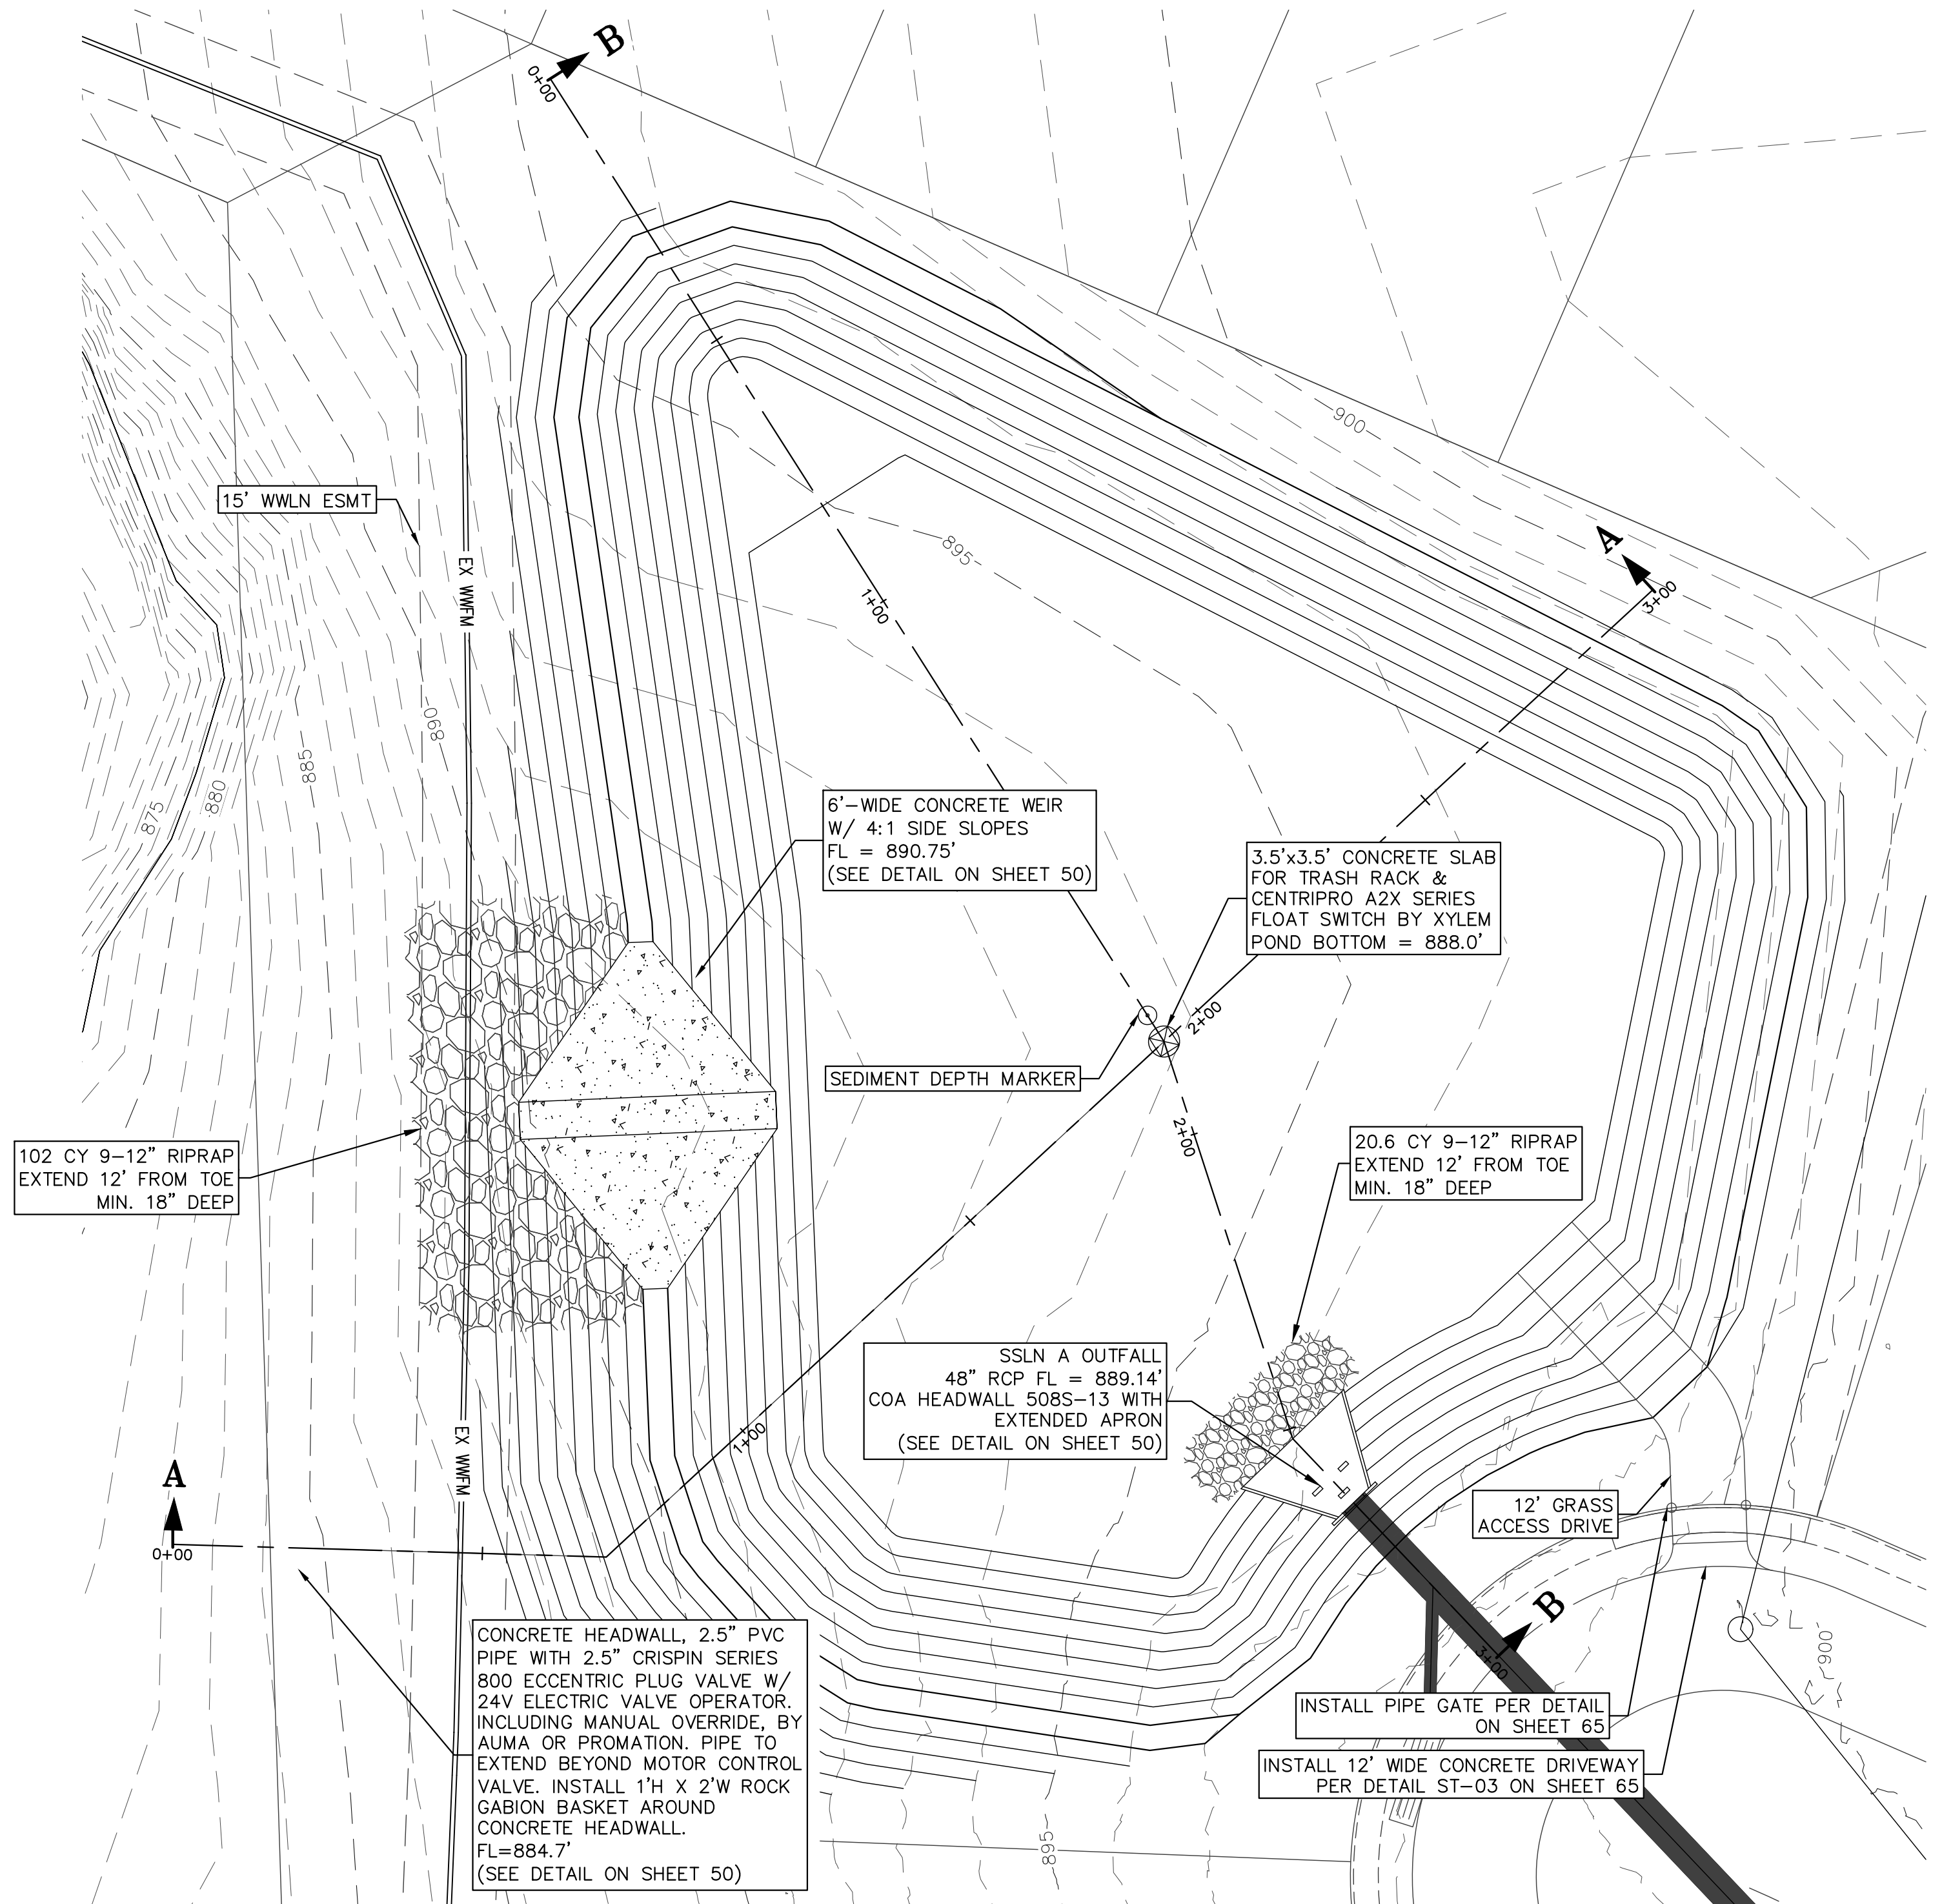 B
0+00
900
15' WWLN ESMT
895
A
3+00
EX WWFM
1+00
890
885
880
875
6'-WIDE CONCRETE WEIR
W/ 4:1 SIDE SLOPES
FL = 890.75'
(SEE DETAIL ON SHEET 50)
3.5'x3.5' CONCRETE SLAB
FOR TRASH RACK &
CENTRIPRO A2X SERIES
FLOAT SWITCH BY XYLEM
POND BOTTOM = 888.0'
2+00
SEDIMENT DEPTH MARKER
2+00
102 CY 9-12" RIPRAP
EXTEND 12' FROM TOE
MIN. 18" DEEP
20.6 CY 9-12" RIPRAP
EXTEND 12' FROM TOE
MIN. 18" DEEP
SSLN A OUTFALL
48" RCP FL = 889.14'
COA HEADWALL 508S-13 WITH
EXTENDED APRON
(SEE DETAIL ON SHEET 50)
1+00
EX WWFM
A
0+00
12' GRASS
ACCESS DRIVE
B
3+00
900
CONCRETE HEADWALL, 2.5" PVC
PIPE WITH 2.5" CRISPIN SERIES
800 ECCENTRIC PLUG VALVE W/
24V ELECTRIC VALVE OPERATOR.
INCLUDING MANUAL OVERRIDE, BY
AUMA OR PROMATION. PIPE TO
EXTEND BEYOND MOTOR CONTROL
VALVE. INSTALL 1'H X 2'W ROCK
GABION BASKET AROUND
CONCRETE HEADWALL.
FL=884.7'
(SEE DETAIL ON SHEET 50)
INSTALL PIPE GATE PER DETAIL
ON SHEET 65
INSTALL 12' WIDE CONCRETE DRIVEWAY
PER DETAIL ST-03 ON SHEET 65
895